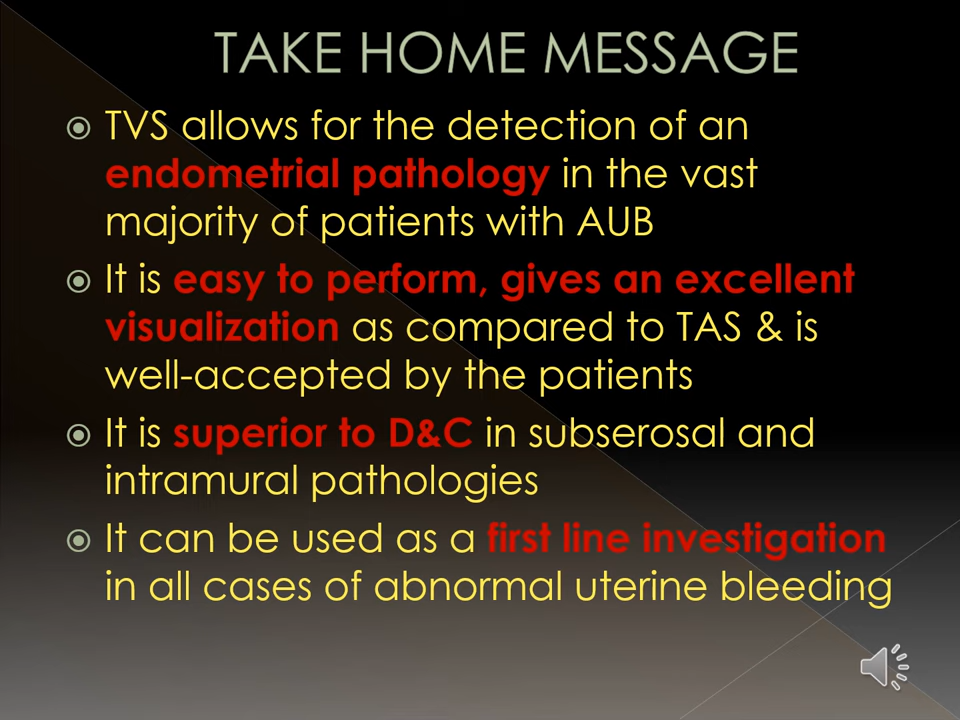 TAKE HOME MESSAGE
TVS allows for the detection of an
endometrial pathology in the vast
majority of patients with AUB
It is easy to perform, gives an excellent
visualization as compared to TAS & is
well-accepted by the patients
It is superior to D&C in subserosal and
intramural pathologies
It can be used as a first line investigation
in all cases of abnormal uterine bleeding